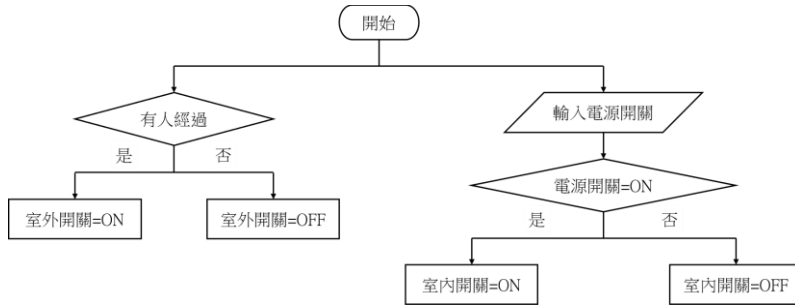 開始
有人經過
輸入電源開關
是
否
電源開關=ON
室外開關=ON
室外開關=OFF
是
否
室內開關=ON
室內開關=OFF